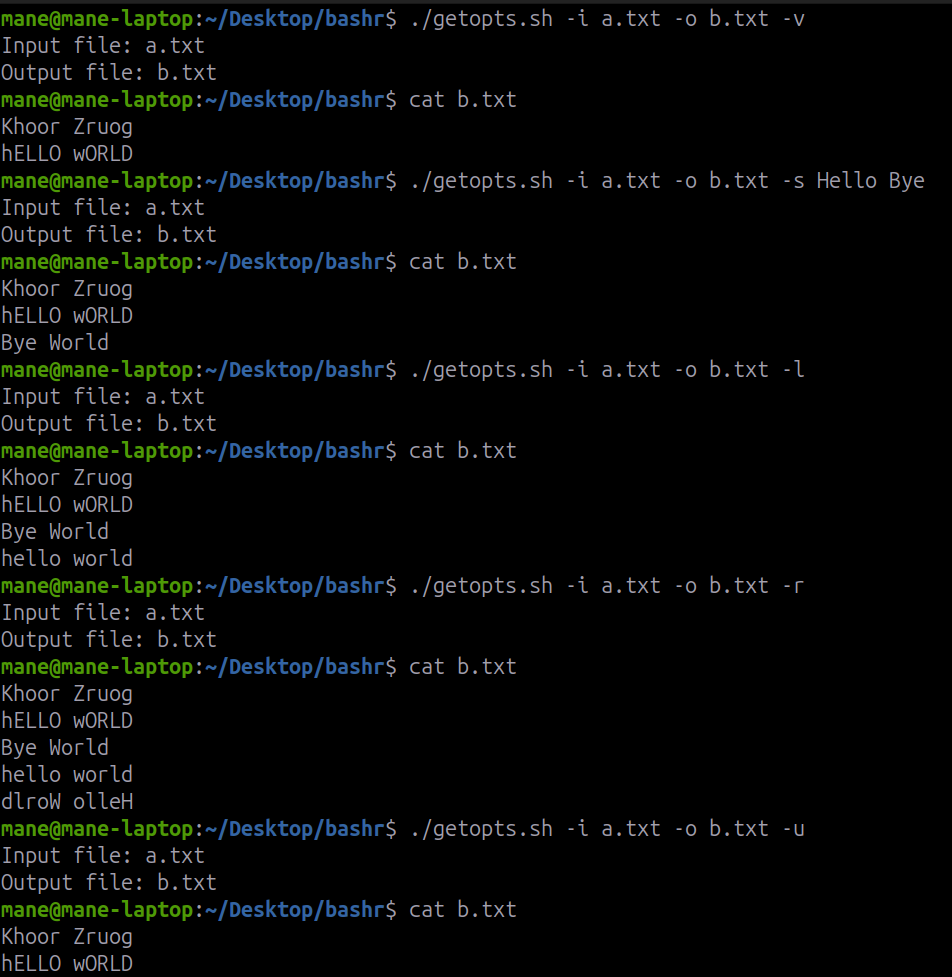 mane@mane-laptop:~/Desktop/bashr$ ./getopts.sh -i a.txt -o b.txt -v
Input file: a.txt
Output file: b.txt
mane@mane-laptop:~/Desktop/bashr$ cat b.txt
Khoor Zruog
hELLO wORLD
mane@mane-laptop:~/Desktop/bashr$ ./getopts.sh -i a.txt -o b.txt -s Hello Bye
Input file: a.txt
Output file: b.txt
mane@mane-laptop:~/Desktop/bashr$ cat b.txt
Khoor Zruog
hELLO wORLD
Bye World
mane@mane-laptop:~/Desktop/bashr$ ./getopts.sh -i a.txt -o b.txt -l
Input file: a.txt
Output file: b.txt
mane@mane-laptop:~/Desktop/bashr$ cat b.txt
Khoor Zruog
hELLO wORLD
Bye World
hello world
mane@mane-laptop:~/Desktop/bashr$ ./getopts.sh -i a.txt -o b.txt -r
Input file: a.txt
Output file: b.txt
mane@mane-laptop:~/Desktop/bashr$ cat b.txt
Khoor Zruog
hELLO wORLD
Bye World
hello world
dlroW olleH
mane@mane-laptop:~/Desktop/bashr$ ./getopts.sh -i a.txt -o b.txt -u
Input file: a.txt
Output file: b.txt
mane@mane-laptop:~/Desktop/bashr$ cat b.txt
Khoor Zruog
hELLO wORLD